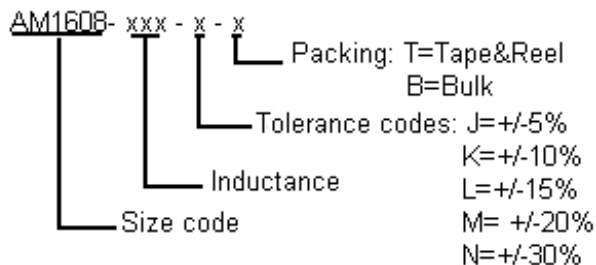 AM1608- xxx - x - x
Packing: T=Tape&Reel
B=Bulk
Tolerance codes: J=+/-5%
K=+/-10%
Inductance
L=+/-15%
Size code
M= +/-20%
N=+/-30%